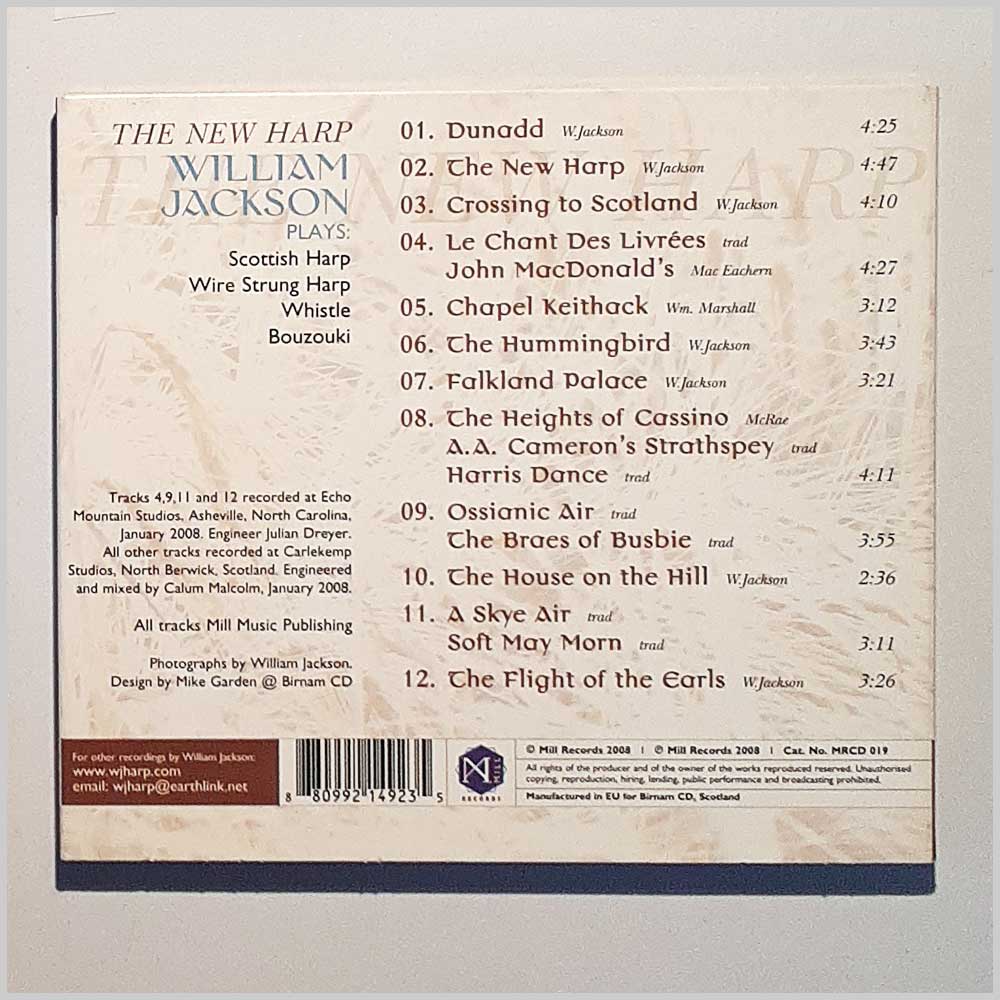 THE NEW HARP
WILLIAM
JACKSON
PLAYS:
Scottish Harp
Wire Strung Harp
Whistle
Bouzouki
Tracks 4,9,11 and 12 recorded at Echo
Mountain Studios, Asheville, North Carolina,
January 2008. Engineer Julian Dreyer.
All other tracks recorded at Carlekemp
Studios, North Berwick, Scotland. Engineered
and mixed by Calum Malcolm, January 2008.
All tracks Mill Music Publishing
Photographs by William Jackson.
Design by Mike Garden @ Birnam CD
THE NEW HARP
01. Dunadd W.Jackson 4:25
02. The New Harp W.Jackson 4:47
03. Crossing to Scotland W.Jackson 4:10
04. Le Chant Des Livrées trad
John MacDonald's Mac Eachern 4:27
05. Chapel Keithack Wm. Marshall 3:12
06. The Hummingbird W.Jackson 3:43
07. Falkland Palace W.Jackson 3:21
08. The Heights of Cassino McRae
A.A. Cameron's Strathspey trad
Harris Dance trad 4:11
09. Ossianic Air trad
The Braes of Busbie trad 3:55
10. The House on the Hill W.Jackson 2:36
11. A Skye Air trad
Soft May Morn trad 3:11
12. The Flight of the Earls W.Jackson 3:26
For other recordings by William Jackson:
www.wjharp.com
email: wjharp@earthlink.net
8 80992 14923 5
MILL
RECORDS
© Mill Records 2008 | ℗ Mill Records 2008 | Cat. No. MRCD 019
All rights of the producer and of the owner of the works reproduced reserved. Unauthorised
copying, reproduction, hiring, lending, public performance and broadcasting prohibited.
Manufactured in EU for Birnam CD, Scotland